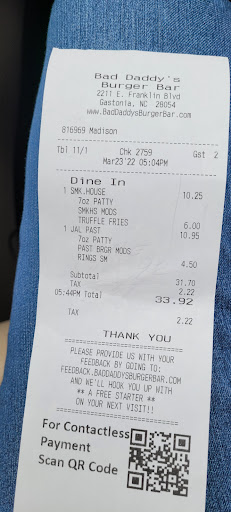 Bad Daddy's
Burger Bar
2211 E. Franklin Blvd
Gastonia, NC 28054
www.BadDaddysBurgerBar.com
816969 Madison
Tbl 11/1 Chk 2759 Gst 2
Mar23'22 05:04PM
Dine In
1 SMK.HOUSE 10.25
7oz PATTY
SMKHS MODS
TRUFFLE FRIES 6.00
1 JAL PAST 10.95
7oz PATTY
PAST BRGR MODS
RINGS SM 4.50
Subtotal 31.70
TAX 2.22
05:44PM Total 33.92
TAX 2.22
THANK YOU
PLEASE PROVIDE US WITH YOUR
FEEDBACK BY GOING TO:
FEEDBACK.BADDADDYSBURGERBAR.COM
AND WE'LL HOOK YOU UP WITH
** A FREE STARTER **
ON YOUR NEXT VISIT!!
For Contactless
Payment
Scan QR Code